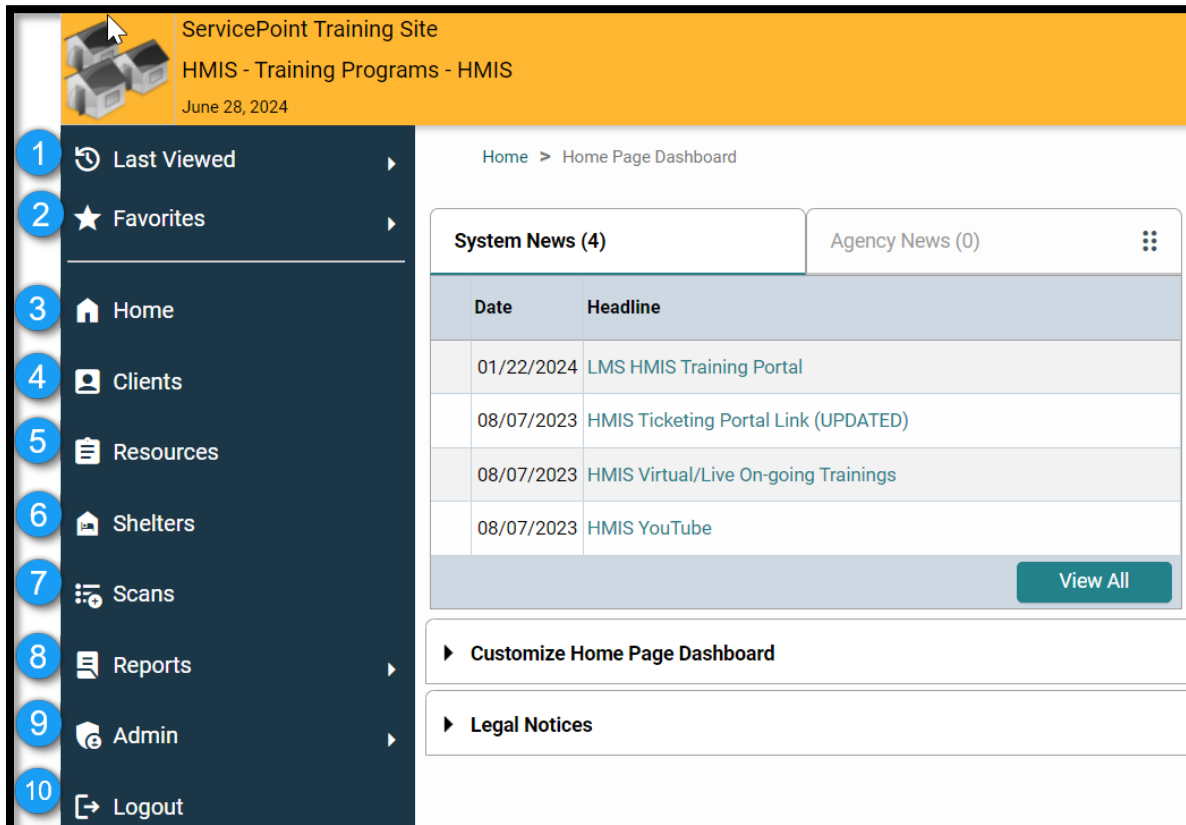 ServicePoint Training Site
HMIS - Training Programs - HMIS
June 28, 2024
1 Last Viewed
2 Favorites
3 Home
4 Clients
5 Resources
6 Shelters
7 Scans
8 Reports
9 Admin
10 Logout
Home > Home Page Dashboard
System News (4) Agency News (0)
Date Headline
01/22/2024 LMS HMIS Training Portal
08/07/2023 HMIS Ticketing Portal Link (UPDATED)
08/07/2023 HMIS Virtual/Live On-going Trainings
08/07/2023 HMIS YouTube
View All
Customize Home Page Dashboard
Legal Notices